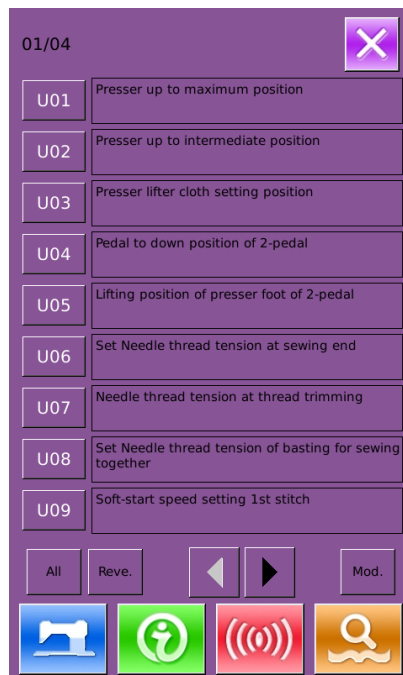 01/04
U01 Presser up to maximum position
U02 Presser up to intermediate position
U03 Presser lifter cloth setting position
U04 Pedal to down position of 2-pedal
U05 Lifting position of presser foot of 2-pedal
U06 Set Needle thread tension at sewing end
U07 Needle thread tension at thread trimming
U08 Set Needle thread tension of basting for sewing
together
U09 Soft-start speed setting 1st stitch
All Reve. Mod.